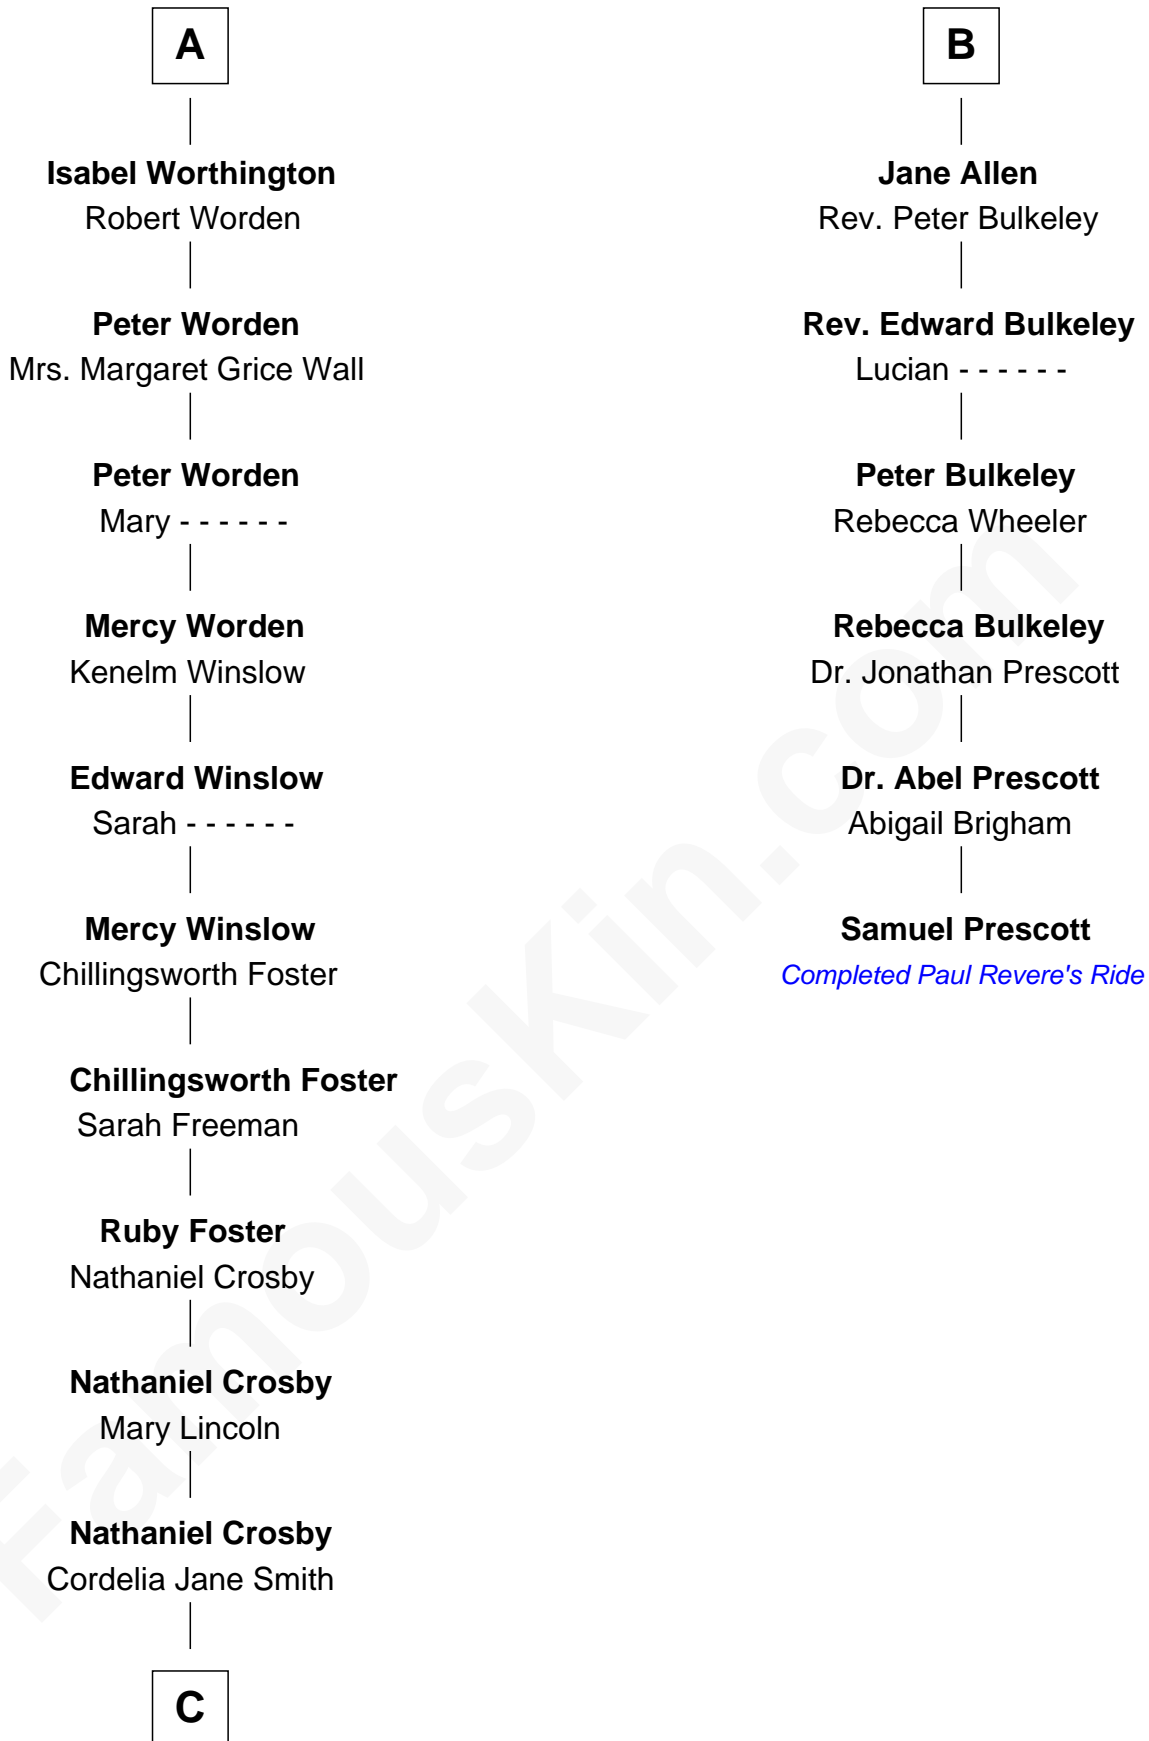 A
Isabel Worthington
Robert Worden
Peter Worden
Mrs. Margaret Grice Wall
Peter Worden
Mary - - - - - -
Mercy Worden
Kenelm Winslow
Edward Winslow
Sarah - - - - - -
Mercy Winslow
Chillingsworth Foster
Chillingsworth Foster
Sarah Freeman
Ruby Foster
Nathaniel Crosby
Nathaniel Crosby
Mary Lincoln
Nathaniel Crosby
Cordelia Jane Smith
C
B
Jane Allen
Rev. Peter Bulkeley
Rev. Edward Bulkeley
Lucian - - - - - -
Peter Bulkeley
Rebecca Wheeler
Rebecca Bulkeley
Dr. Jonathan Prescott
Dr. Abel Prescott
Abigail Brigham
Samuel Prescott
Completed Paul Revere's Ride
FamousKin.com